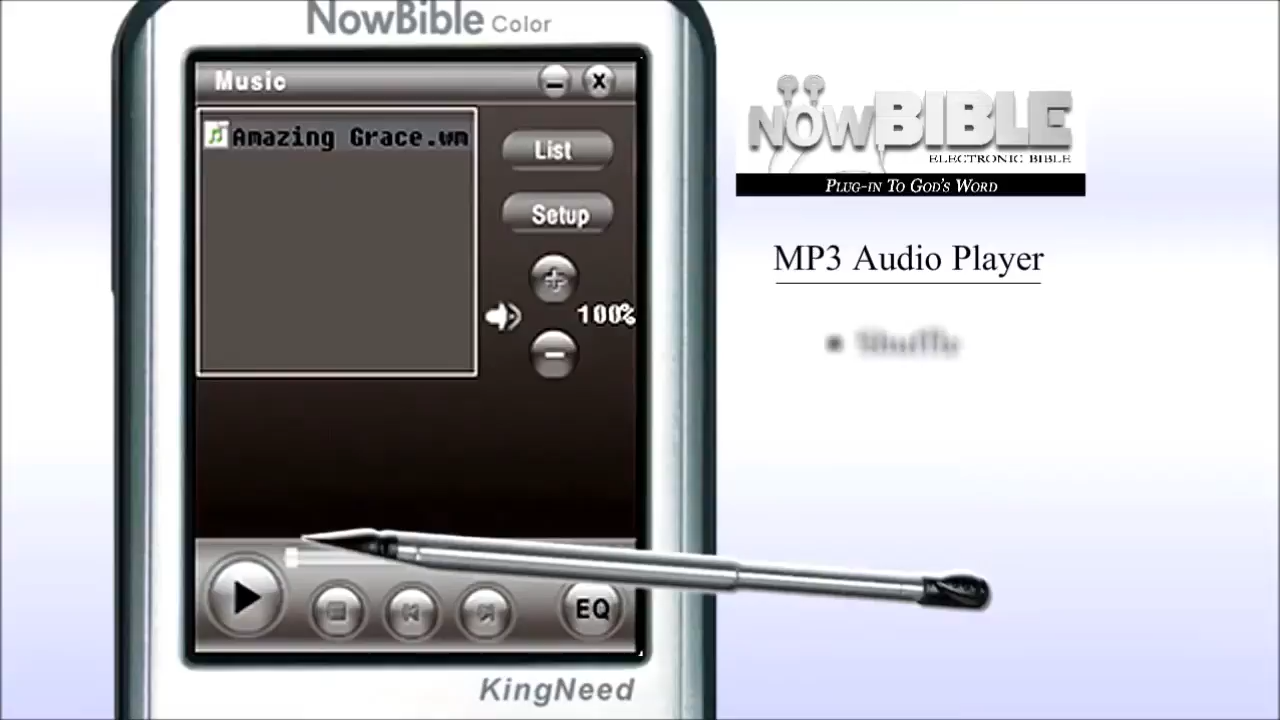 NowBible Color
Music
Amazing Grace.wm
List
Setup
100%
EQ
KingNeed
NOWBIBLE
ELECTRONIC BIBLE
PLUG-IN TO GOD'S WORD
MP3 Audio Player
• Shuffle